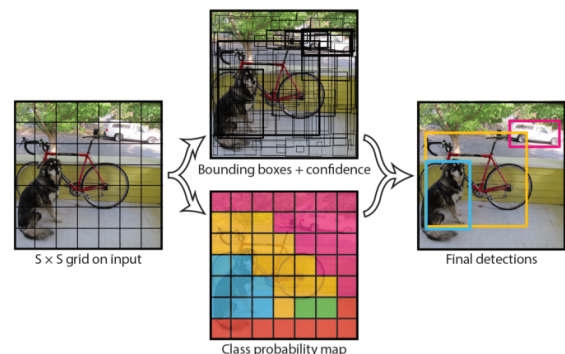 Bounding boxes + confidence
S × S grid on input
Final detections
Class probability map